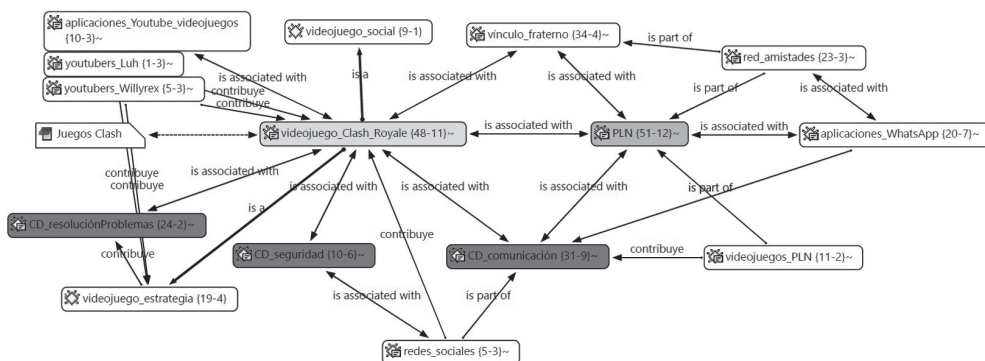 aplicaciones_Youtube_videojuegos
{10-3}~
youtubers_Luh {1-3}~
youtubers_Willyrex {5-3}~
videojuego_social {9-1}
vínculo_fraterno {34-4}~
is part of
red_amistades {23-3}~
is associated with
is a
contribuye
contribuye
is associated with
is associated with
is part of
is associated with
Juegos Clash
videojuego_Clash_Royale {48-11}~
is associated with
PLN {51-12}~
is associated with
aplicaciones_WhatsApp {20-7}~
contribuye
contribuye
is associated with
is associated with
is associated with
is associated with
is part of
is a
CD_resoluciónProblemas {24-2}~
contribuye
contribuye
CD_seguridad {10-6}~
CD_comunicación {31-9}~
contribuye
videojuegos_PLN {11-2}~
videojuego_estrategia {19-4}
is associated with
is part of
redes_sociales {5-3}~